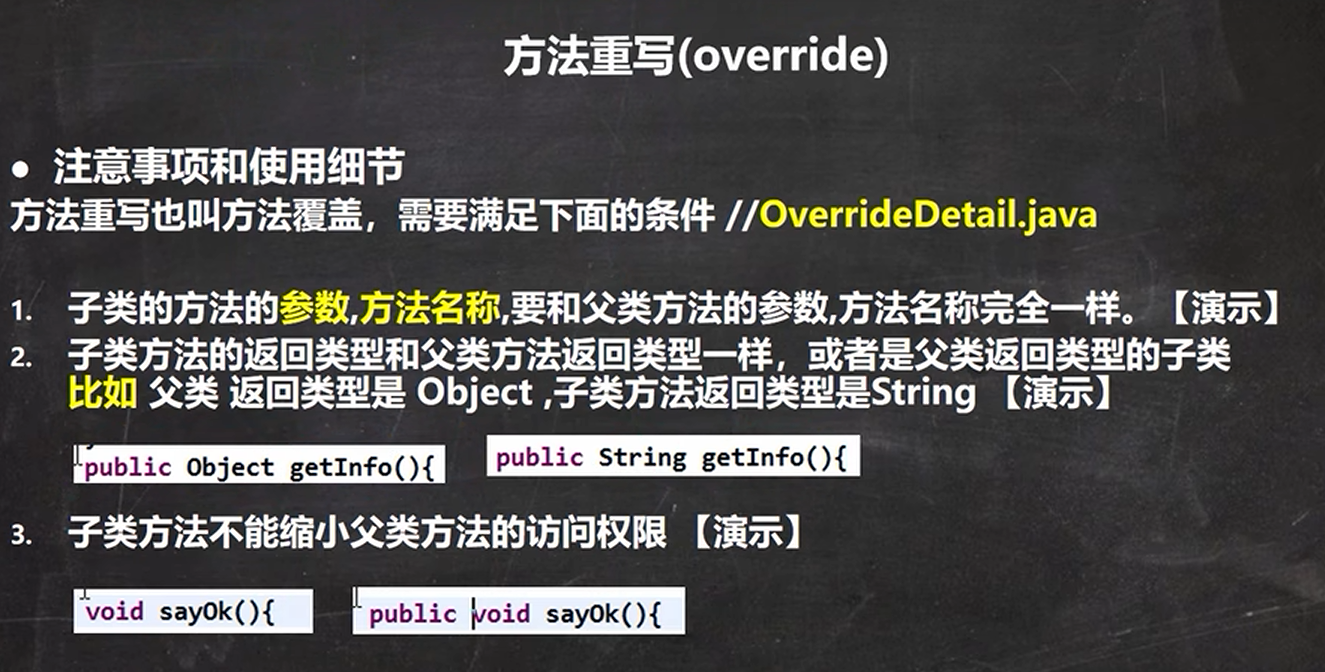 方法重写(override)
● 注意事项和使用细节
方法重写也叫方法覆盖，需要满足下面的条件 //OverrideDetail.java
1. 子类的方法的参数,方法名称,要和父类方法的参数,方法名称完全一样。【演示】
2. 子类方法的返回类型和父类方法返回类型一样，或者是父类返回类型的子类
比如 父类 返回类型是 Object ,子类方法返回类型是String 【演示】
public Object getInfo(){
public String getInfo(){
3. 子类方法不能缩小父类方法的访问权限 【演示】
void sayOk(){
public void sayOk(){